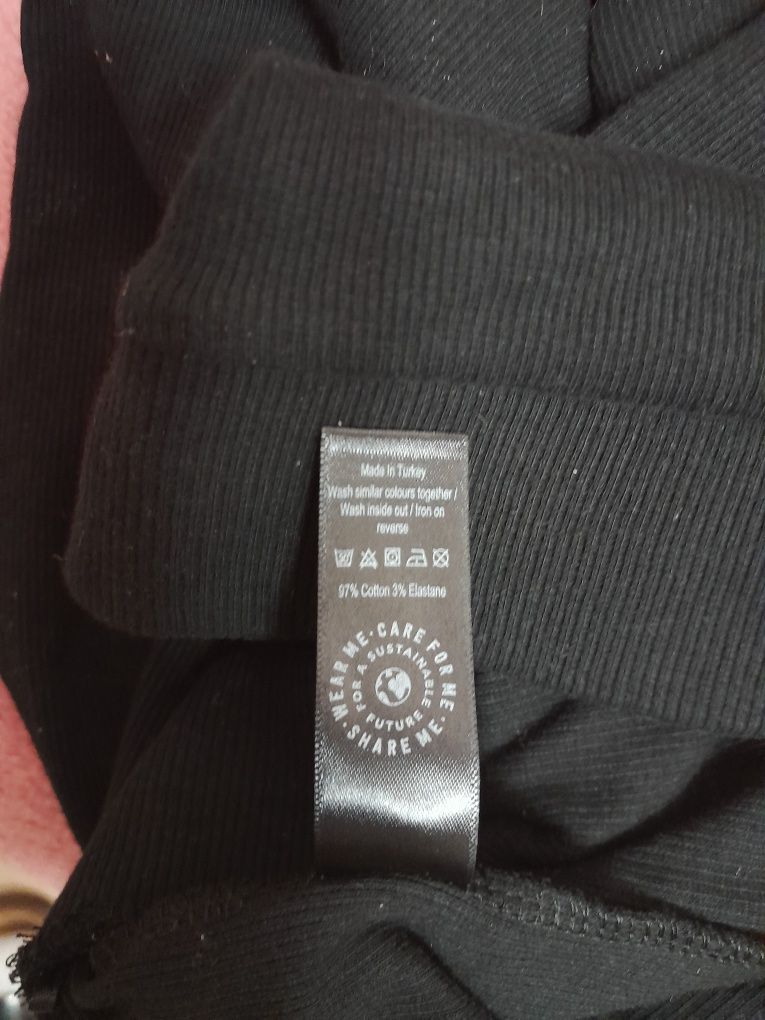 Made in Turkey
Wash similar colours together /
Wash inside out / Iron on
reverse
97% Cotton 3% Elastane
WEAR ME · CARE FOR ME · SHARE ME ·
FOR A SUSTAINABLE FUTURE